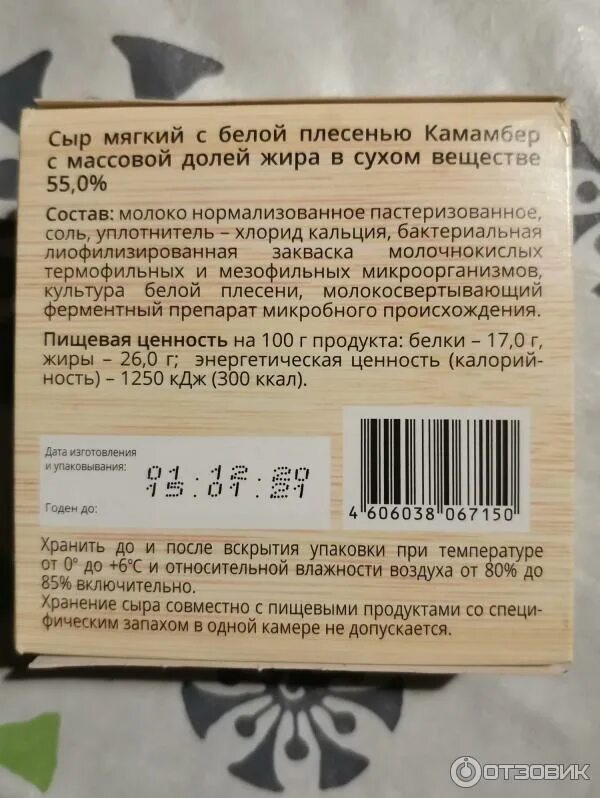 Сыр мягкий с белой плесенью Камамбер
с массовой долей жира в сухом веществе
55,0%
Состав: молоко нормализованное пастеризованное,
соль, уплотнитель – хлорид кальция, бактериальная
лиофилизированная закваска молочнокислых
термофильных и мезофильных микроорганизмов,
культура белой плесени, молокосвертывающий
ферментный препарат микробного происхождения.
Пищевая ценность на 100 г продукта: белки – 17,0 г,
жиры – 26,0 г; энергетическая ценность (калорий-
ность) – 1250 кДж (300 ккал).
Дата изготовления
и упаковывания: 01.12.20
15.01.21
Годен до:
4 606038 067150
Хранить до и после вскрытия упаковки при температуре
от 0° до +6°С и относительной влажности воздуха от 80% до
85% включительно.
Хранение сыра совместно с пищевыми продуктами со специ-
фическим запахом в одной камере не допускается.
ОТЗОВИК